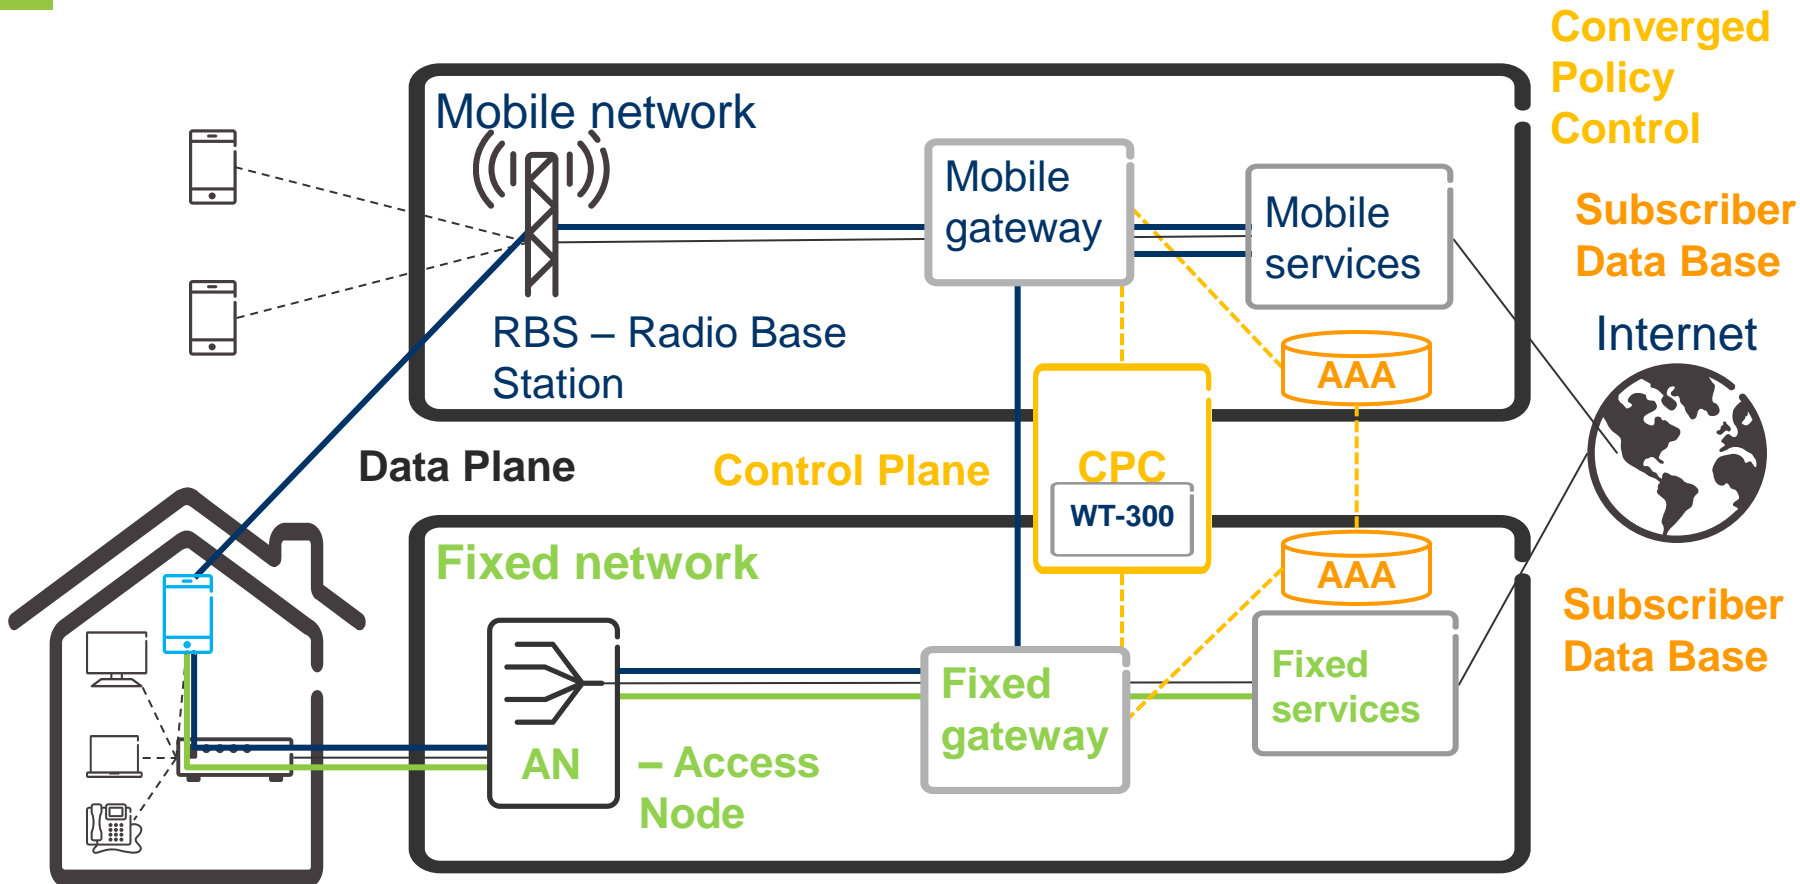 Converged
Policy
Control
Mobile network
Mobile
gateway
Mobile
services
Subscriber
Data Base
RBS – Radio Base
Station
AAA
Internet
Data Plane
Control Plane
CPC
WT-300
Fixed network
AAA
Subscriber
Data Base
Fixed
gateway
Fixed
services
AN
– Access
Node